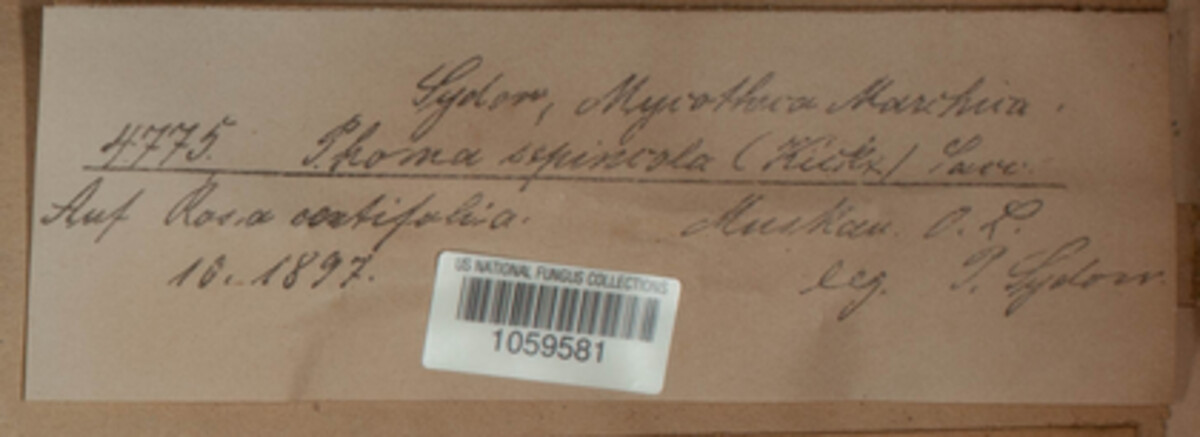 Sydow, Mycotheca Marchica.
4775. Phoma sepincola (Kickx) Sacc.
Auf Rosa centifolia. Muskau O. L.
10. 1897. leg. P. Sydow.
US NATIONAL FUNGUS COLLECTIONS
1059581